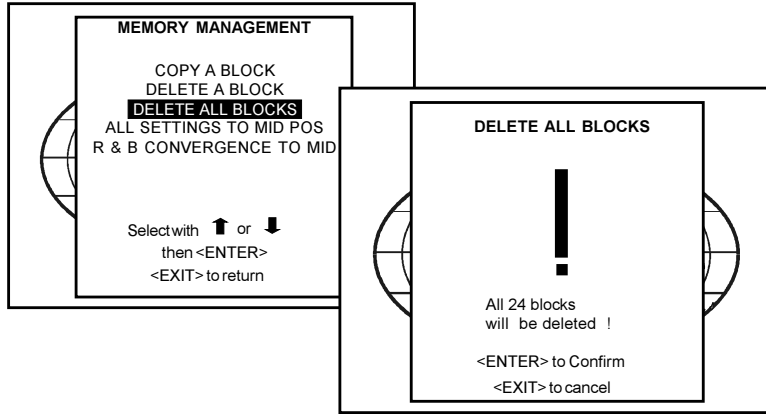 MEMORY MANAGEMENT
COPY A BLOCK
DELETE A BLOCK
DELETE ALL BLOCKS
ALL SETTINGS TO MID POS
R & B CONVERGENCE TO MID
Select with ⬆ or ⬇
then <ENTER>
<EXIT> to return
DELETE ALL BLOCKS
!
All 24 blocks
will be deleted !
<ENTER> to Confirm
<EXIT> to cancel